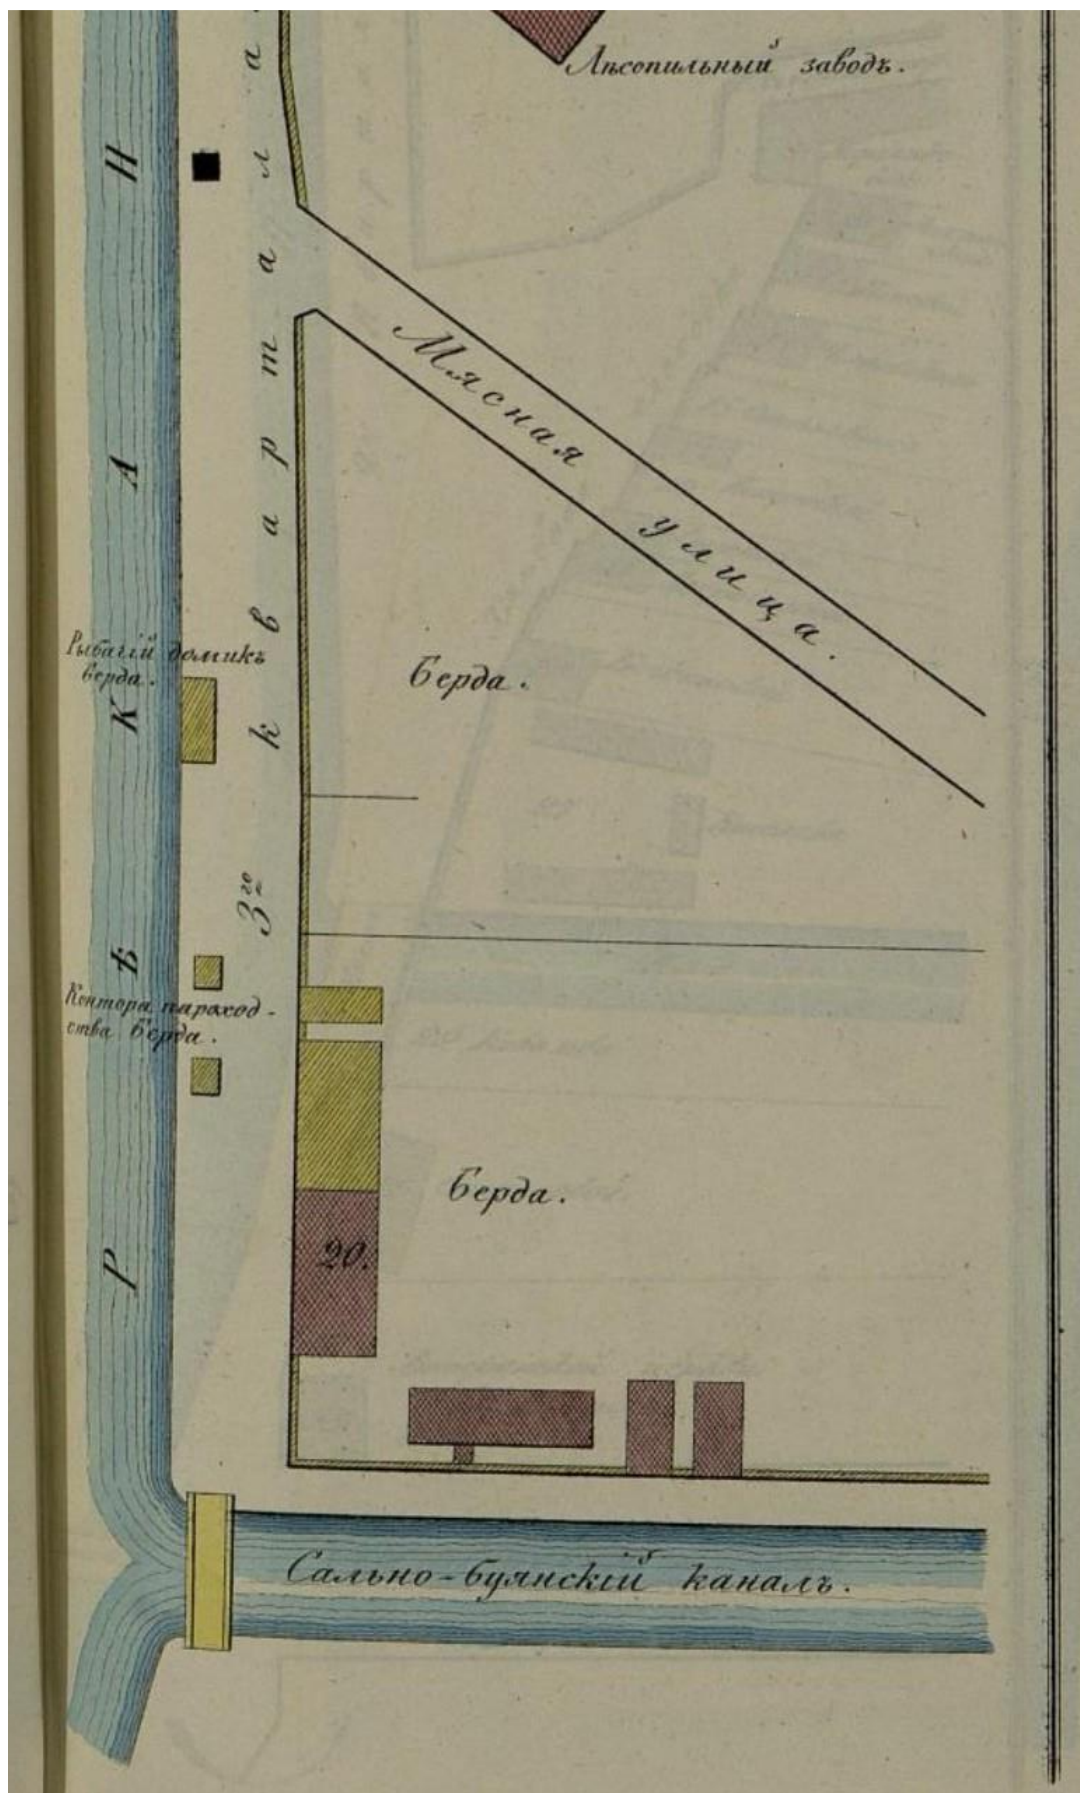 Лѣсопильный заводъ.
Мясная улица.
Рыбачій домикъ
Берда.
Берда.
3го квартала
РѢКА Н
Контора пароход-
ства Берда.
Берда.
20.
Сально-буянскій каналъ.